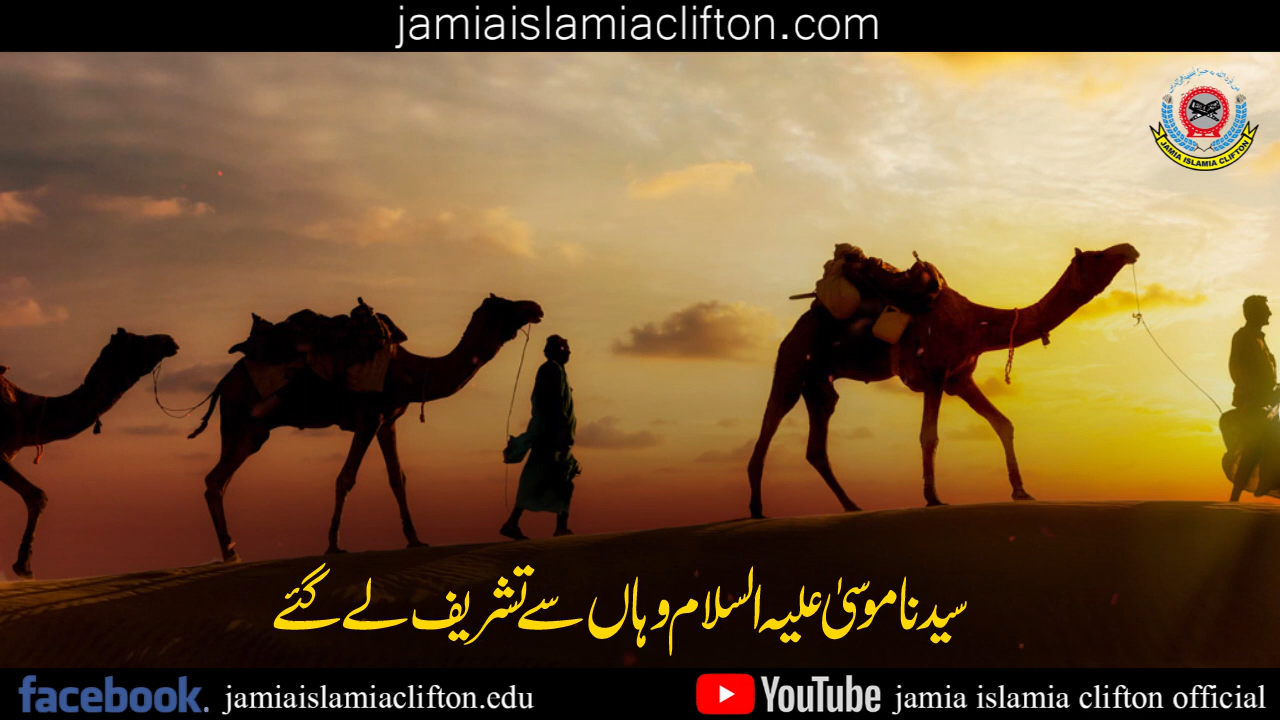 jamiaislamiaclifton.com
JAMIA ISLAMIA CLIFTON
سیدنا موسیٰ علیہ السلام وہاں سے تشریف لے گئے
facebook. jamiaislamiaclifton.edu
YouTube jamia islamia clifton official